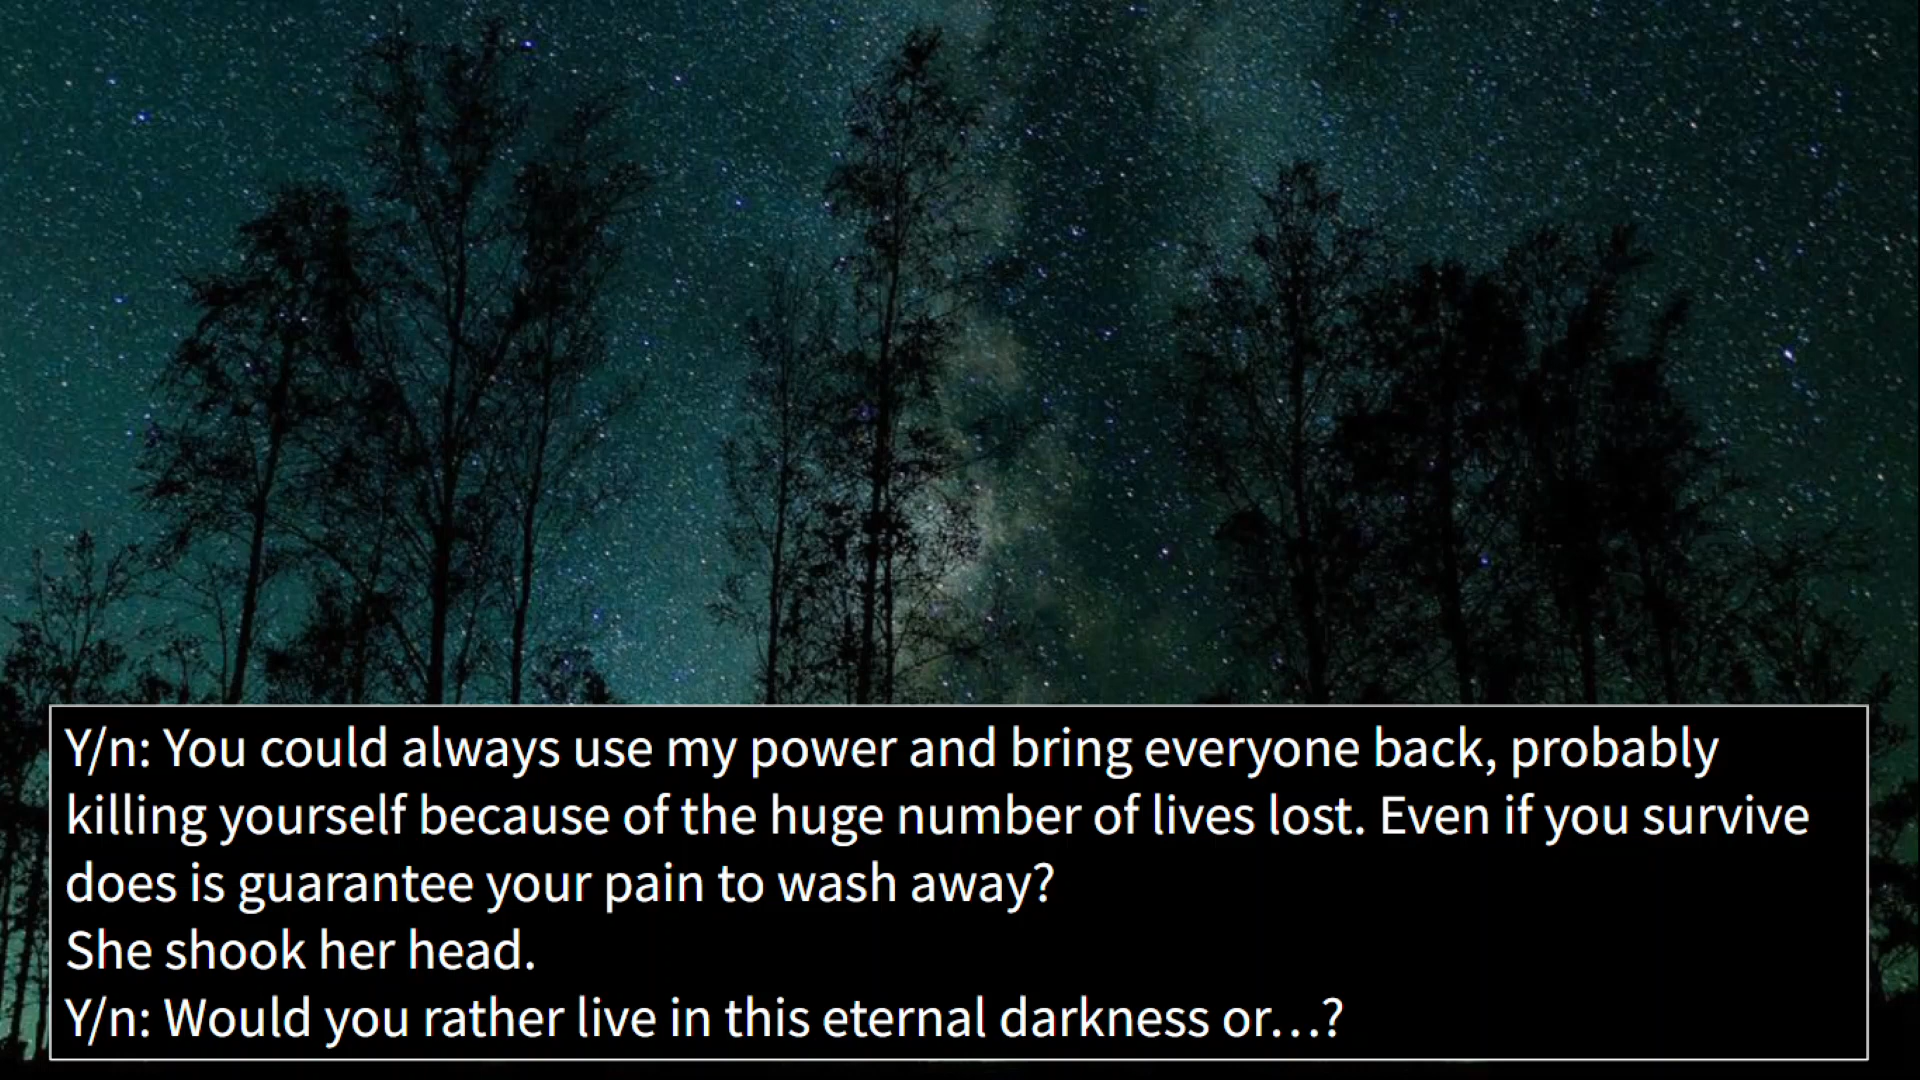 Y/n: You could always use my power and bring everyone back, probably
killing yourself because of the huge number of lives lost. Even if you survive
does is guarantee your pain to wash away?
She shook her head.
Y/n: Would you rather live in this eternal darkness or…?